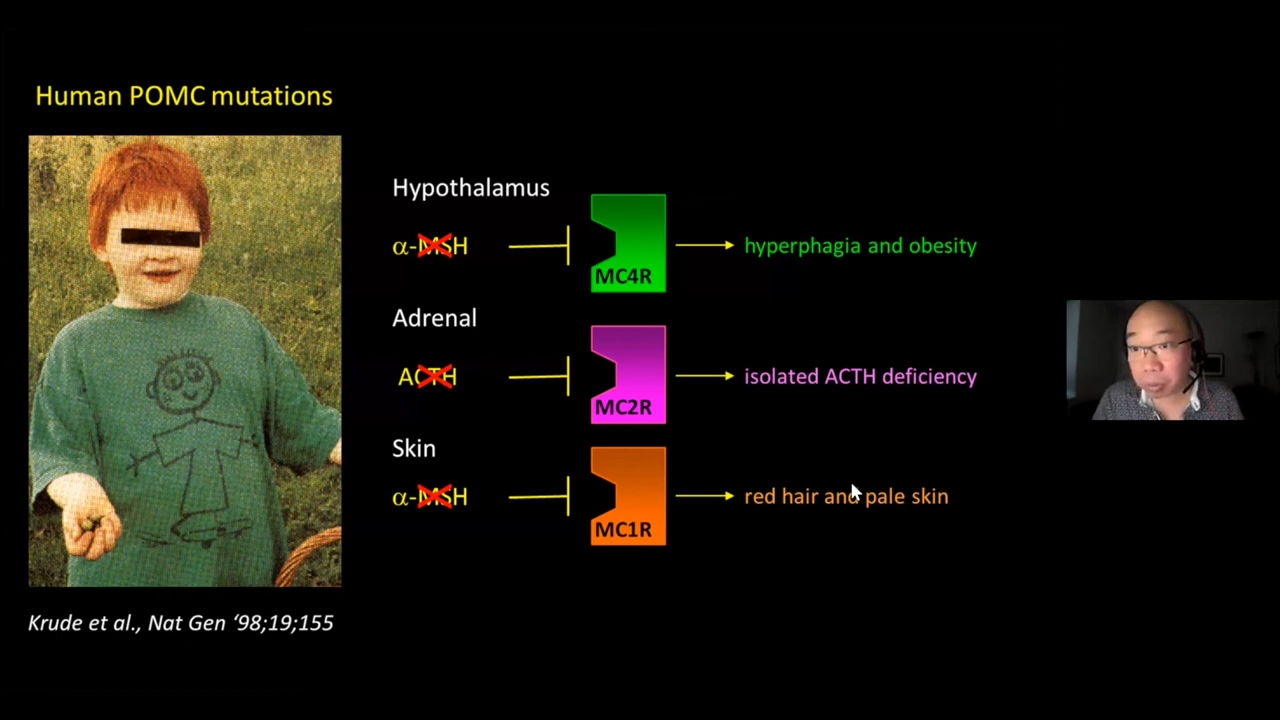 Human POMC mutations
Hypothalamus
α-MSH
MC4R
hyperphagia and obesity
Adrenal
ACTH
MC2R
isolated ACTH deficiency
Skin
α-MSH
MC1R
red hair and pale skin
Krude et al., Nat Gen ‘98;19;155